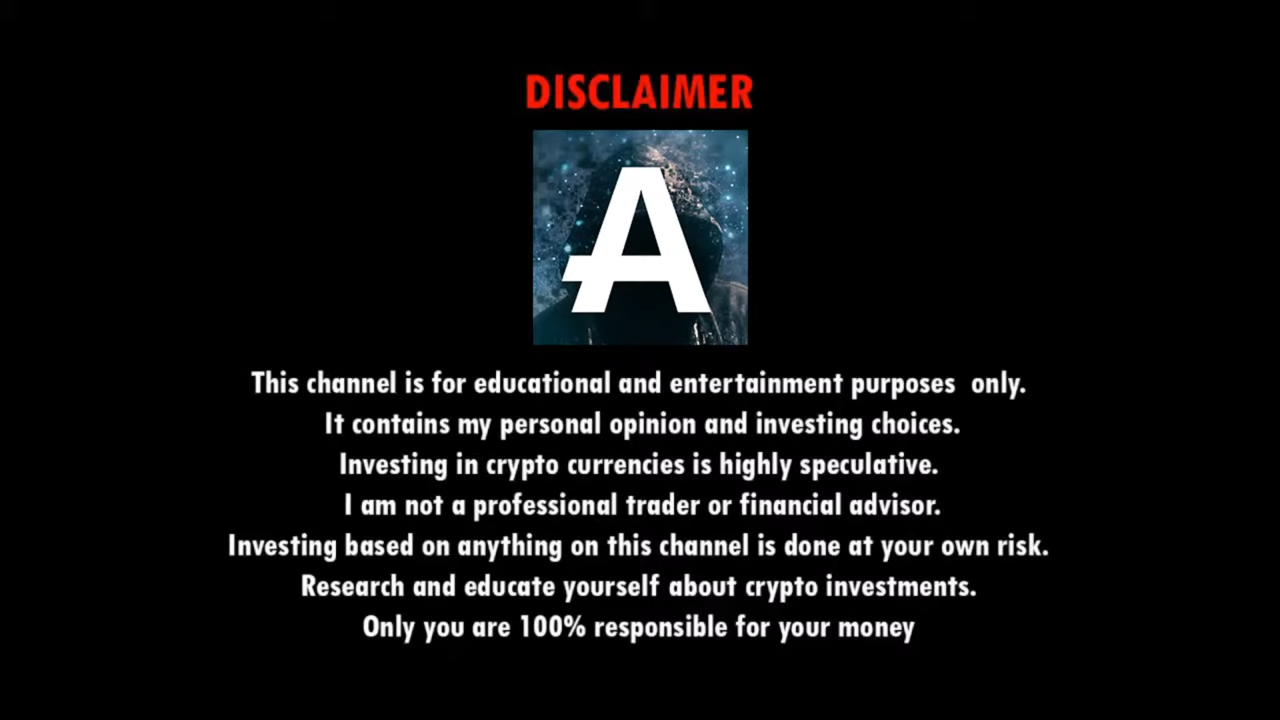 DISCLAIMER
A
This channel is for educational and entertainment purposes  only.
It contains my personal opinion and investing choices.
Investing in crypto currencies is highly speculative.
I am not a professional trader or financial advisor.
Investing based on anything on this channel is done at your own risk.
Research and educate yourself about crypto investments.
Only you are 100% responsible for your money